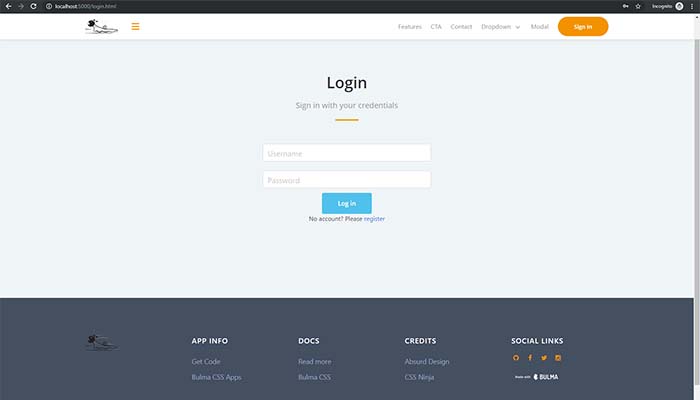 localhost:5000/login.html
Incognito
Features CTA Contact Dropdown Modal Sign in
Login
Sign in with your credentials
Username
Password
Log in
No account? Please register
APP INFO DOCS CREDITS SOCIAL LINKS
Get Code Read more Absurd Design
Bulma CSS Apps Bulma CSS CSS Ninja Made with BULMA